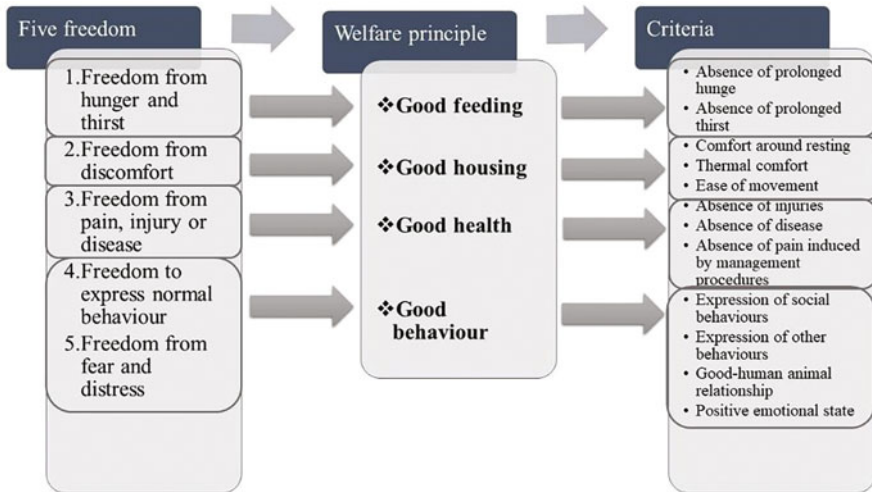 Five freedom
1.Freedom from
hunger and
thirst
2. Freedom from
discomfort
3. Freedom from
pain, injury or
disease
4.Freedom to
express normal
behaviour
5. Freedom from
fear and
distress
Welfare principle
❖Good feeding
❖Good housing
❖Good health
❖Good
behaviour
Criteria
• Absence of prolonged
hunge
• Absence of prolonged
thirst
• Comfort around resting
• Thermal comfort
• Ease of movement
• Absence of injuries
• Absence of disease
• Absence of pain induced
by management
procedures
• Expression of social
behaviours
• Expression of other
behaviours
• Good-human animal
relationship
• Positive emotional state